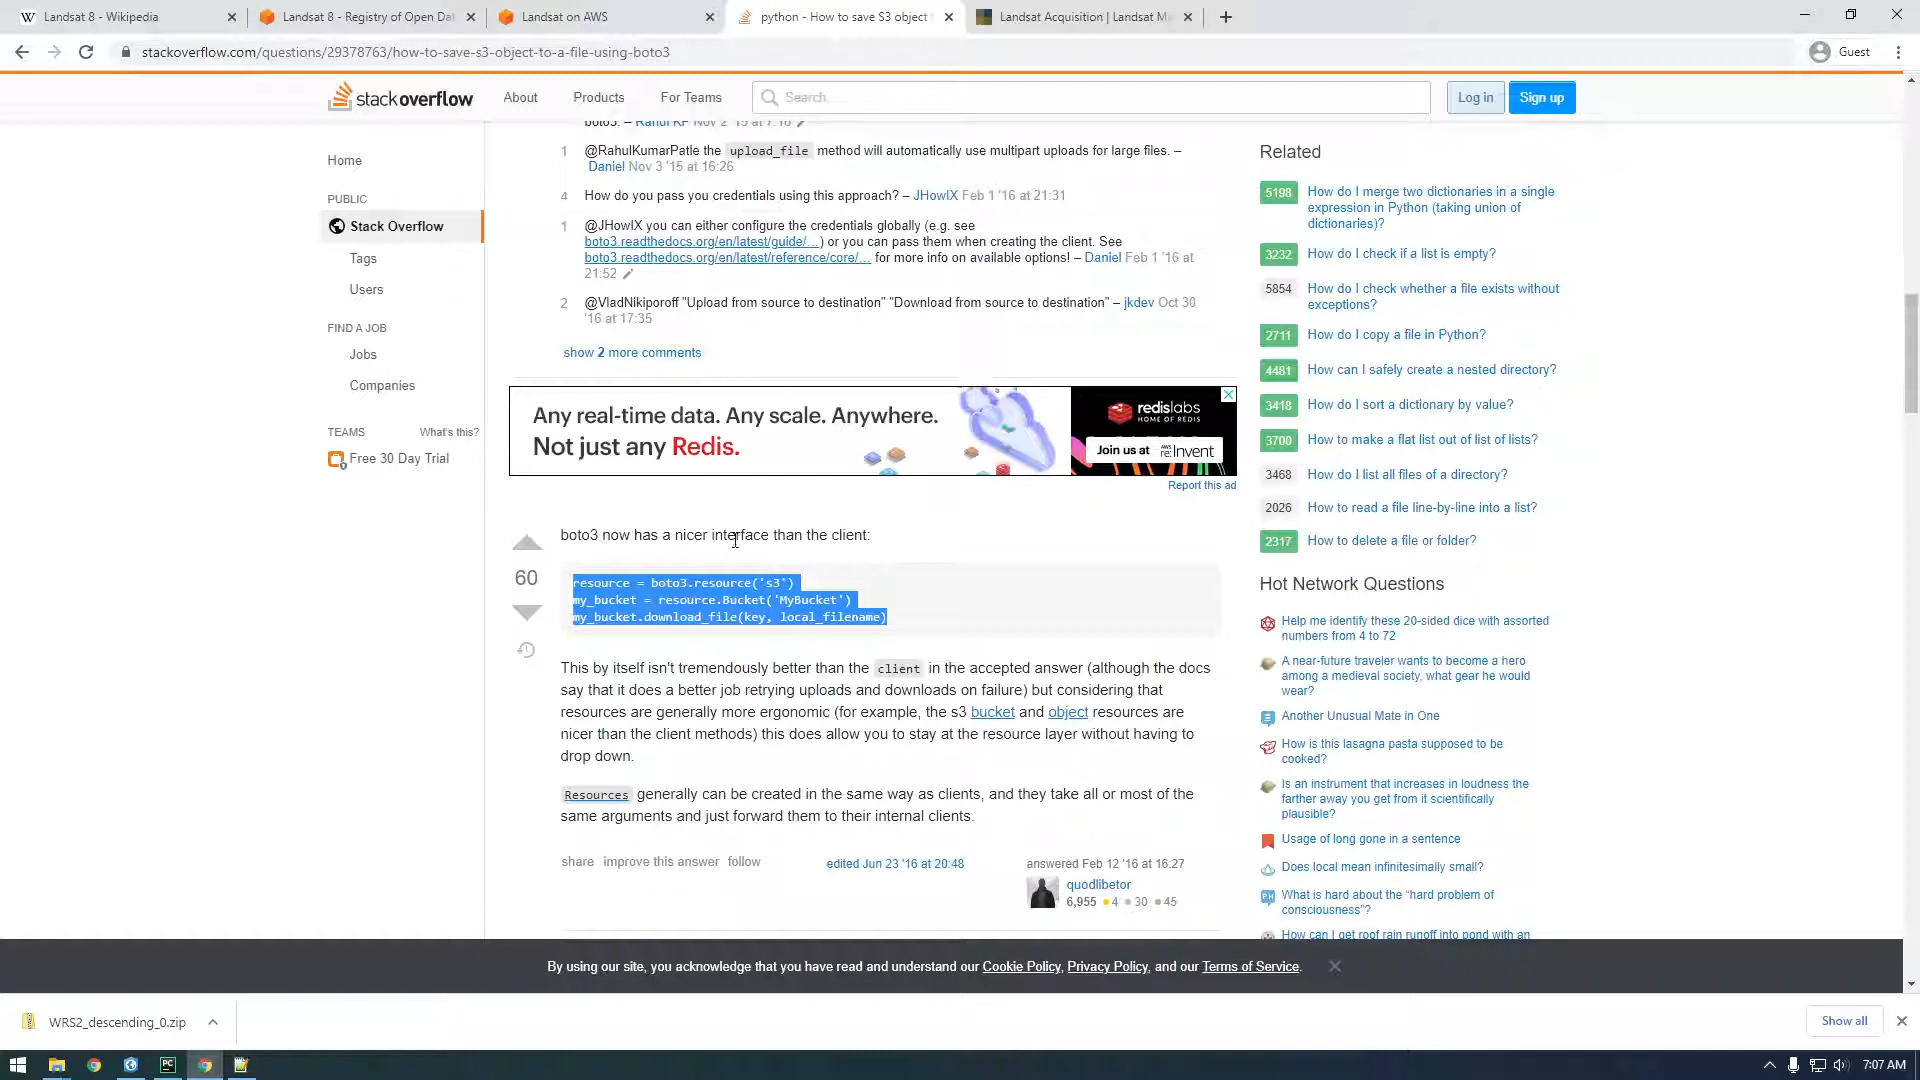 Landsat 8 - Wikipedia
Landsat 8 - Registry of Open Dat
Landsat on AWS
python - How to save S3 object t
Landsat Acquisition | Landsat Mi
stackoverflow.com/questions/29378763/how-to-save-s3-object-to-a-file-using-boto3
Guest
stackoverflow
About
Products
For Teams
Search…
Log in
Sign up
Home
PUBLIC
Stack Overflow
Tags
Users
FIND A JOB
Jobs
Companies
TEAMS
What's this?
Free 30 Day Trial
boto3. – Rahul KP Nov 2 '15 at 7:16
1 @RahulKumarPatle the upload_file method will automatically use multipart uploads for large files. –
Daniel Nov 3 '15 at 16:26
4 How do you pass you credentials using this approach? – JHowIX Feb 1 '16 at 21:31
1 @JHowIX you can either configure the credentials globally (e.g. see
boto3.readthedocs.org/en/latest/guide/…) or you can pass them when creating the client. See
boto3.readthedocs.org/en/latest/reference/core/… for more info on available options! – Daniel Feb 1 '16 at
21:52
2 @VladNikiporoff "Upload from source to destination" "Download from source to destination" – jkdev Oct 30
'16 at 17:35
show 2 more comments
Any real-time data. Any scale. Anywhere.
Not just any Redis.
redislabs
HOME OF REDIS
Join us at AWS re:Invent
Report this ad
boto3 now has a nicer interface than the client:
60
resource = boto3.resource('s3')
my_bucket = resource.Bucket('MyBucket')
my_bucket.download_file(key, local_filename)
This by itself isn't tremendously better than the client in the accepted answer (although the docs
say that it does a better job retrying uploads and downloads on failure) but considering that
resources are generally more ergonomic (for example, the s3 bucket and object resources are
nicer than the client methods) this does allow you to stay at the resource layer without having to
drop down.
Resources generally can be created in the same way as clients, and they take all or most of the
same arguments and just forward them to their internal clients.
share improve this answer follow
edited Jun 23 '16 at 20:48
answered Feb 12 '16 at 16:27
quodlibetor
6,955 4 30 45
Related
5198 How do I merge two dictionaries in a single
expression in Python (taking union of
dictionaries)?
3232 How do I check if a list is empty?
5854 How do I check whether a file exists without
exceptions?
2711 How do I copy a file in Python?
4481 How can I safely create a nested directory?
3418 How do I sort a dictionary by value?
3700 How to make a flat list out of list of lists?
3468 How do I list all files of a directory?
2026 How to read a file line-by-line into a list?
2317 How to delete a file or folder?
Hot Network Questions
Help me identify these 20-sided dice with assorted
numbers from 4 to 72
A near-future traveler wants to become a hero
among a medieval society, what gear he would
wear?
Another Unusual Mate in One
How is this lasagna pasta supposed to be
cooked?
Is an instrument that increases in loudness the
farther away you get from it scientifically
plausible?
Usage of long gone in a sentence
Does local mean infinitesimally small?
What is hard about the “hard problem of
consciousness”?
How can I get roof rain runoff into pond with an
By using our site, you acknowledge that you have read and understand our Cookie Policy, Privacy Policy, and our Terms of Service.
WRS2_descending_0.zip
Show all
7:07 AM